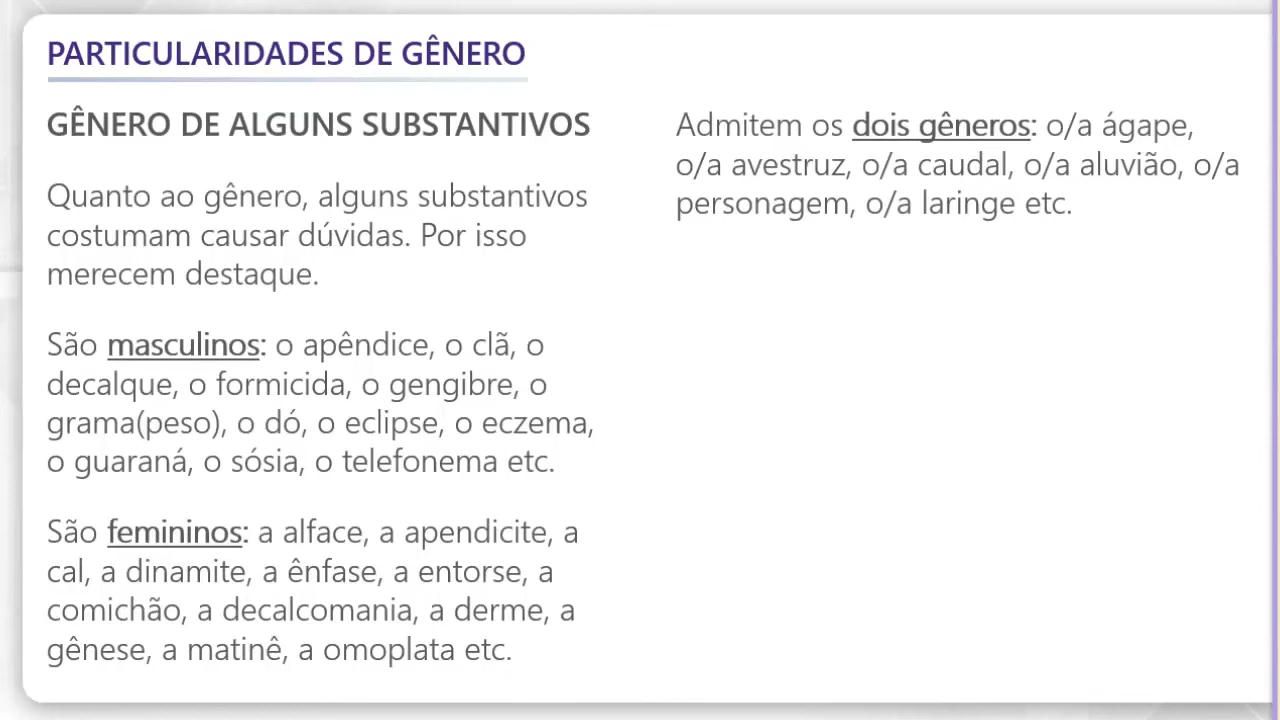 PARTICULARIDADES DE GÊNERO
GÊNERO DE ALGUNS SUBSTANTIVOS
Quanto ao gênero, alguns substantivos
costumam causar dúvidas. Por isso
merecem destaque.
São masculinos: o apêndice, o clã, o
decalque, o formicida, o gengibre, o
grama(peso), o dó, o eclipse, o eczema,
o guaraná, o sósia, o telefonema etc.
São femininos: a alface, a apendicite, a
cal, a dinamite, a ênfase, a entorse, a
comichão, a decalcomania, a derme, a
gênese, a matinê, a omoplata etc.
Admitem os dois gêneros: o/a ágape,
o/a avestruz, o/a caudal, o/a aluvião, o/a
personagem, o/a laringe etc.